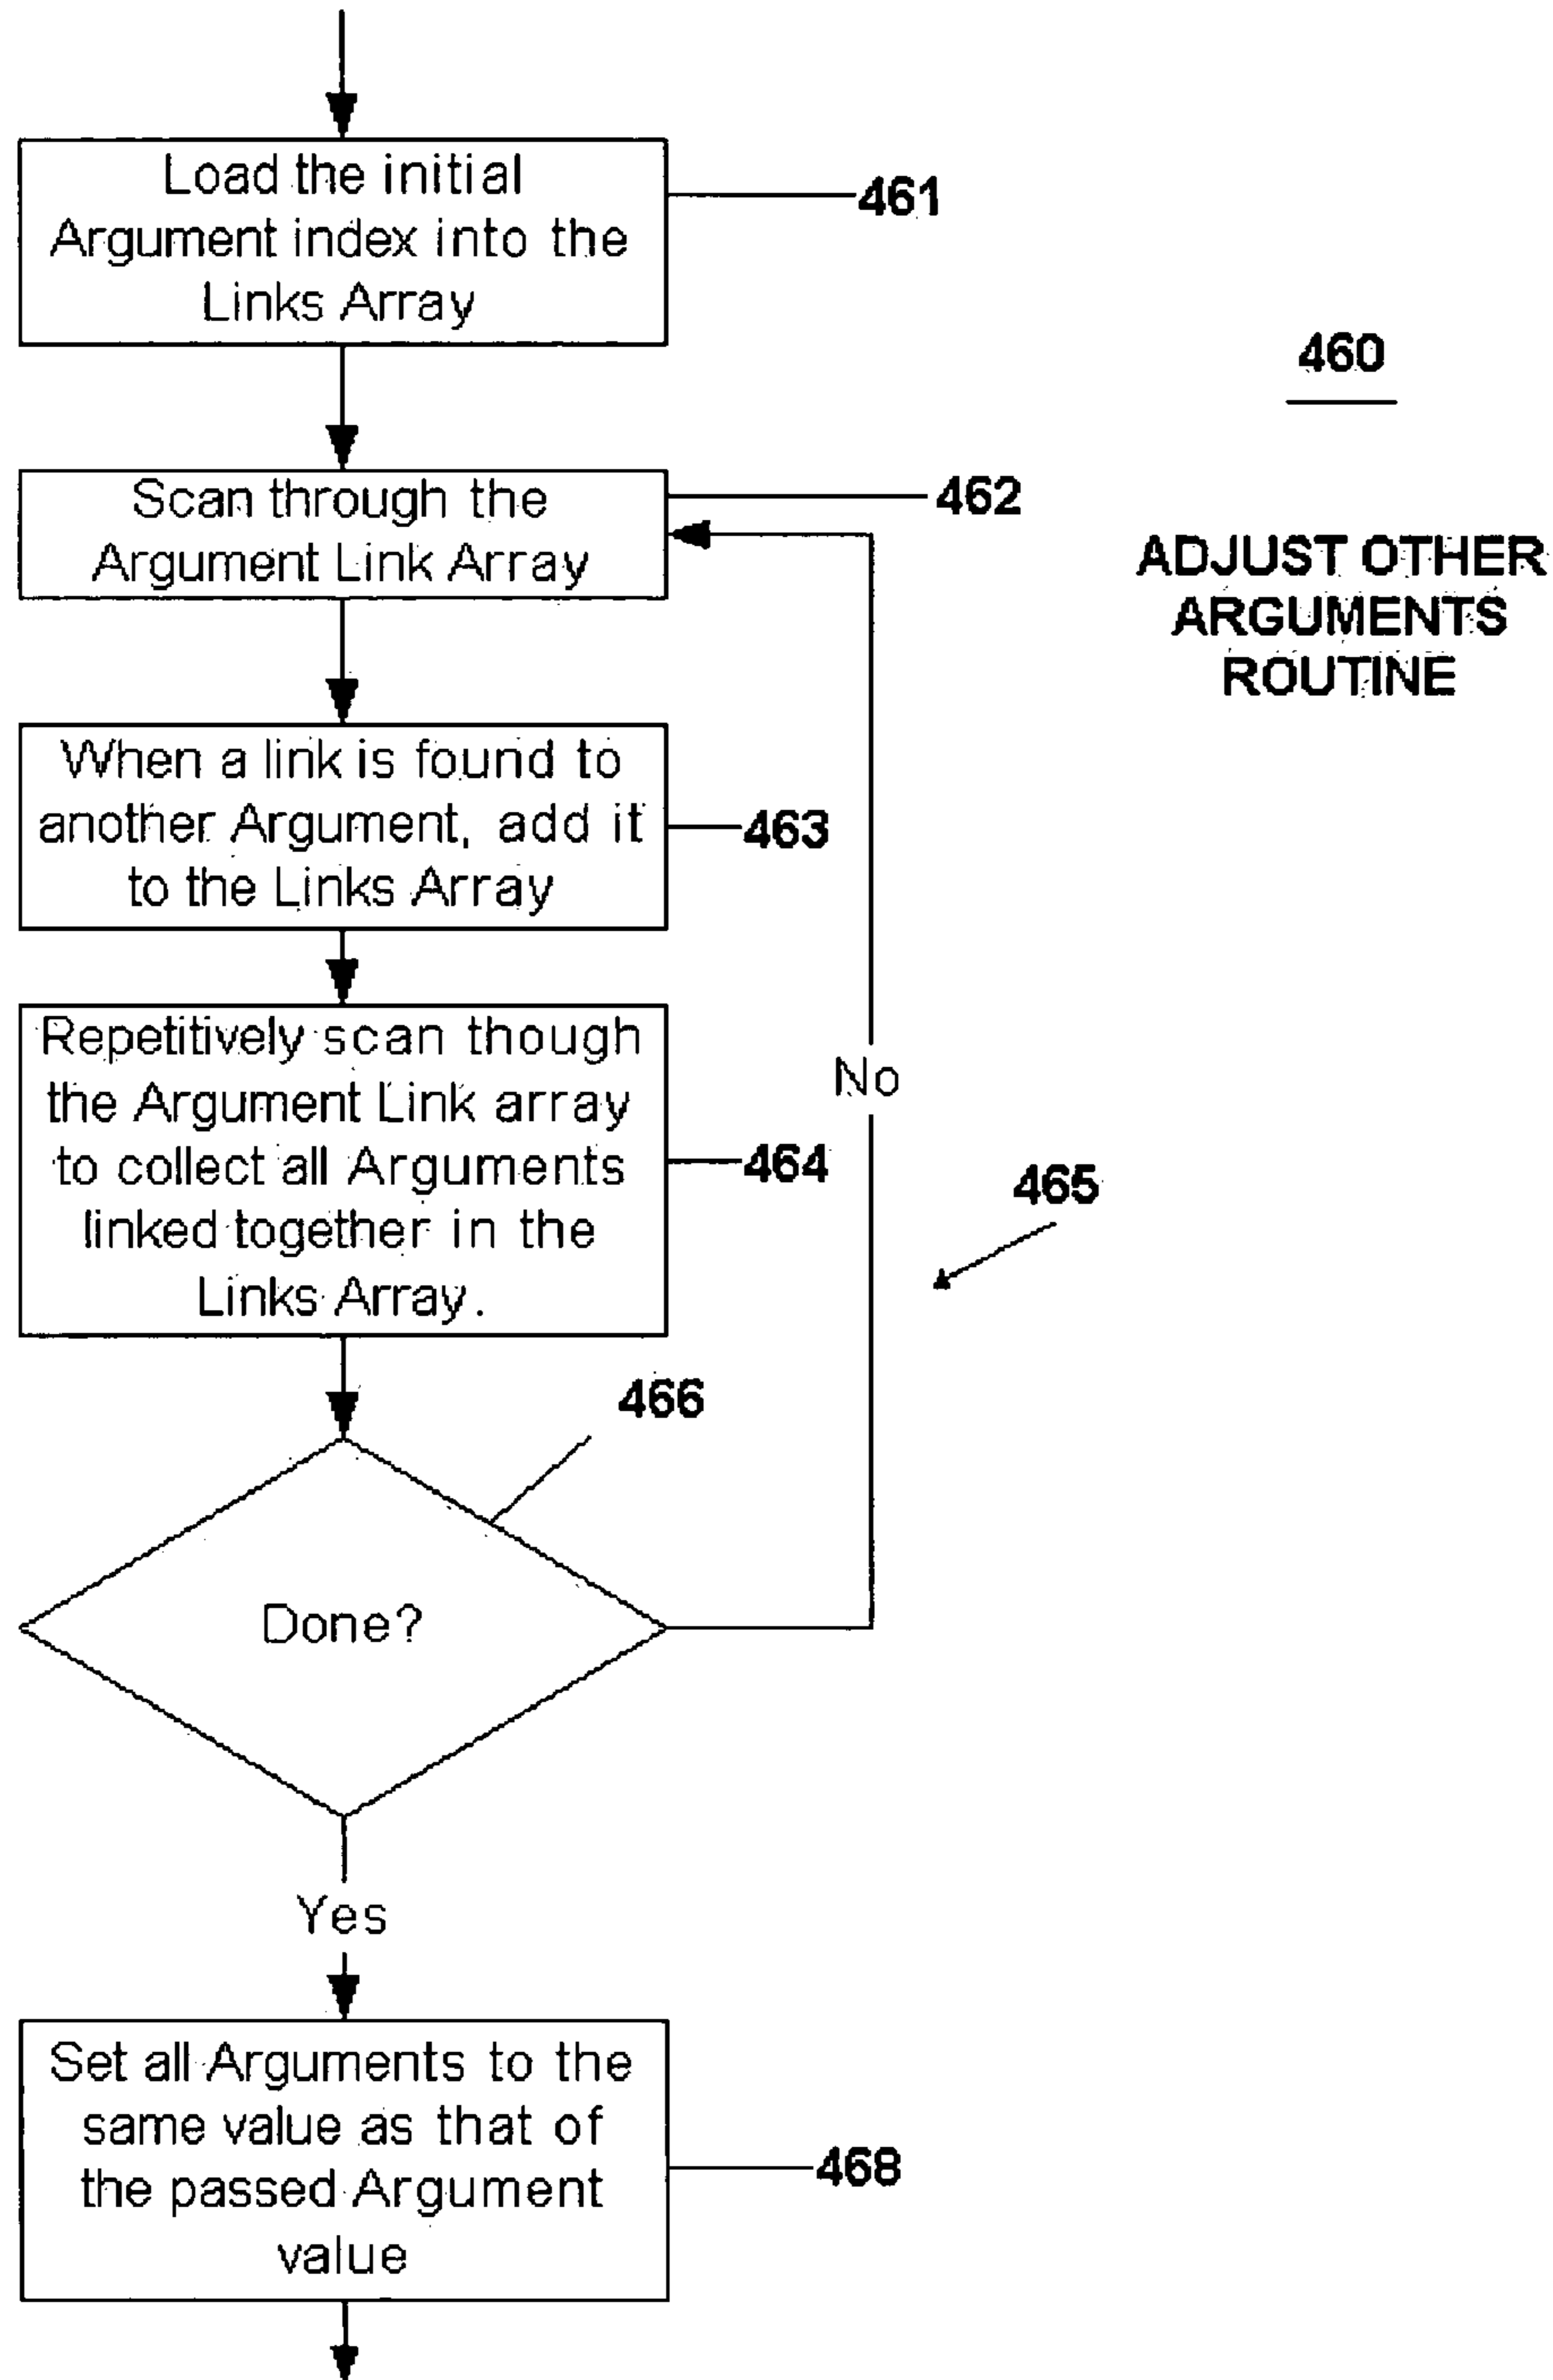 Load the initial
Argument index into the
Links Array
461
460
Scan through the
Argument Link Array
462
ADJUST OTHER
ARGUMENTS
ROUTINE
When a link is found to
another Argument, add it
to the Links Array
463
Repetitively scan though
the Argument Link array
to collect all Arguments
linked together in the
Links Array.
464
No
465
466
Done?
Yes
Set all Arguments to the
same value as that of
the passed Argument
value
468